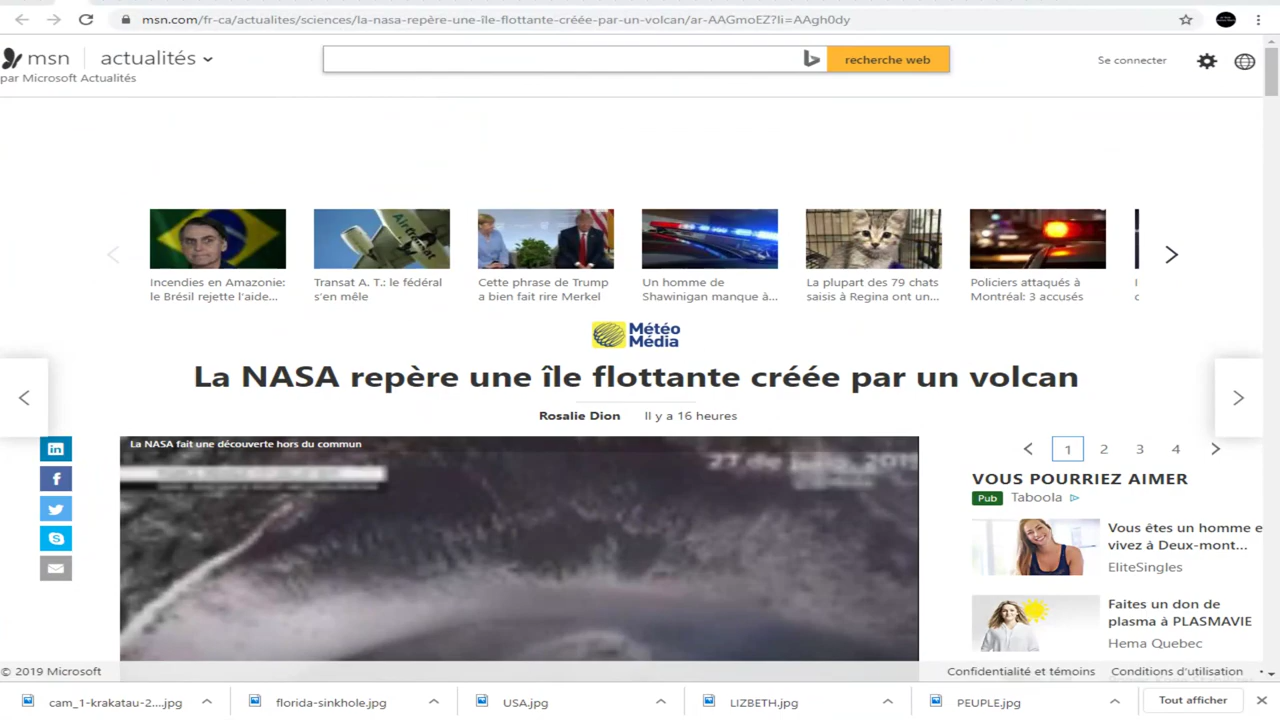 msn.com/fr-ca/actualites/sciences/la-nasa-repère-une-île-flottante-créée-par-un-volcan/ar-AAGmoEZ?li=AAgh0dy
msn actualités
par Microsoft Actualités
recherche web
Se connecter
Airtransat
Incendies en Amazonie:
le Brésil rejette l'aide...
Transat A. T.: le fédéral
s'en mêle
Cette phrase de Trump
a bien fait rire Merkel
Un homme de
Shawinigan manque à...
La plupart des 79 chats
saisis à Regina ont un...
Policiers attaqués à
Montréal: 3 accusés
Météo
Média
La NASA repère une île flottante créée par un volcan
Rosalie Dion Il y a 16 heures
La NASA fait une découverte hors du commun
1 2 3 4
VOUS POURRIEZ AIMER
Pub Taboola
Vous êtes un homme e
vivez à Deux-mont...
EliteSingles
Faites un don de
plasma à PLASMAVIE
Hema Quebec
© 2019 Microsoft
Confidentialité et témoins Conditions d'utilisation
cam_1-krakatau-2....jpg
florida-sinkhole.jpg
USA.jpg
LIZBETH.jpg
PEUPLE.jpg
Tout afficher